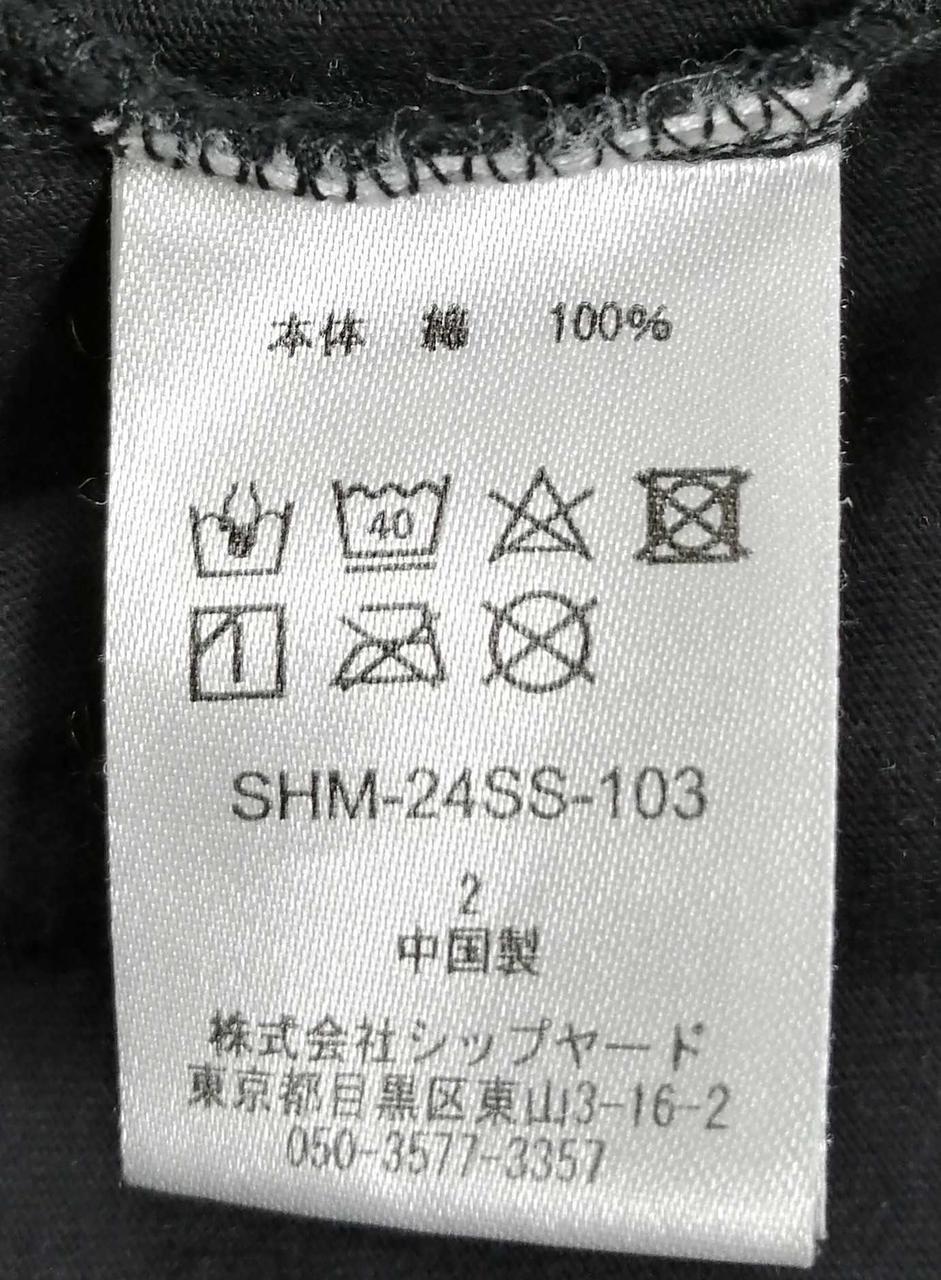 本体 綿 100%
40
SHM-24SS-103
2
中国製
株式会社シップヤード
東京都目黒区東山3-16-2
050-3577-3357